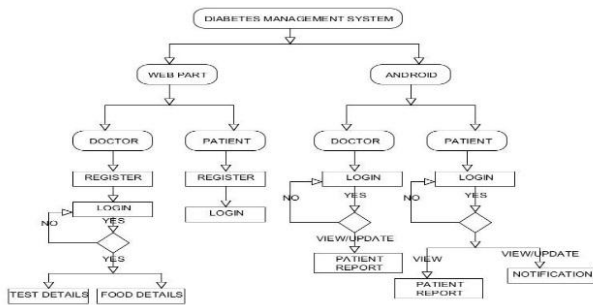 DIABETES MANAGEMENT SYSTEM
WEB PART
ANDROID
DOCTOR
PATIENT
DOCTOR
PATIENT
REGISTER
REGISTER
LOGIN
LOGIN
LOGIN
LOGIN
NO
YES
NO
YES
NO
YES
YES
VIEW/UPDATE
VIEW
VIEW/UPDATE
PATIENT
REPORT
PATIENT
REPORT
NOTIFICATION
TEST DETAILS
FOOD DETAILS